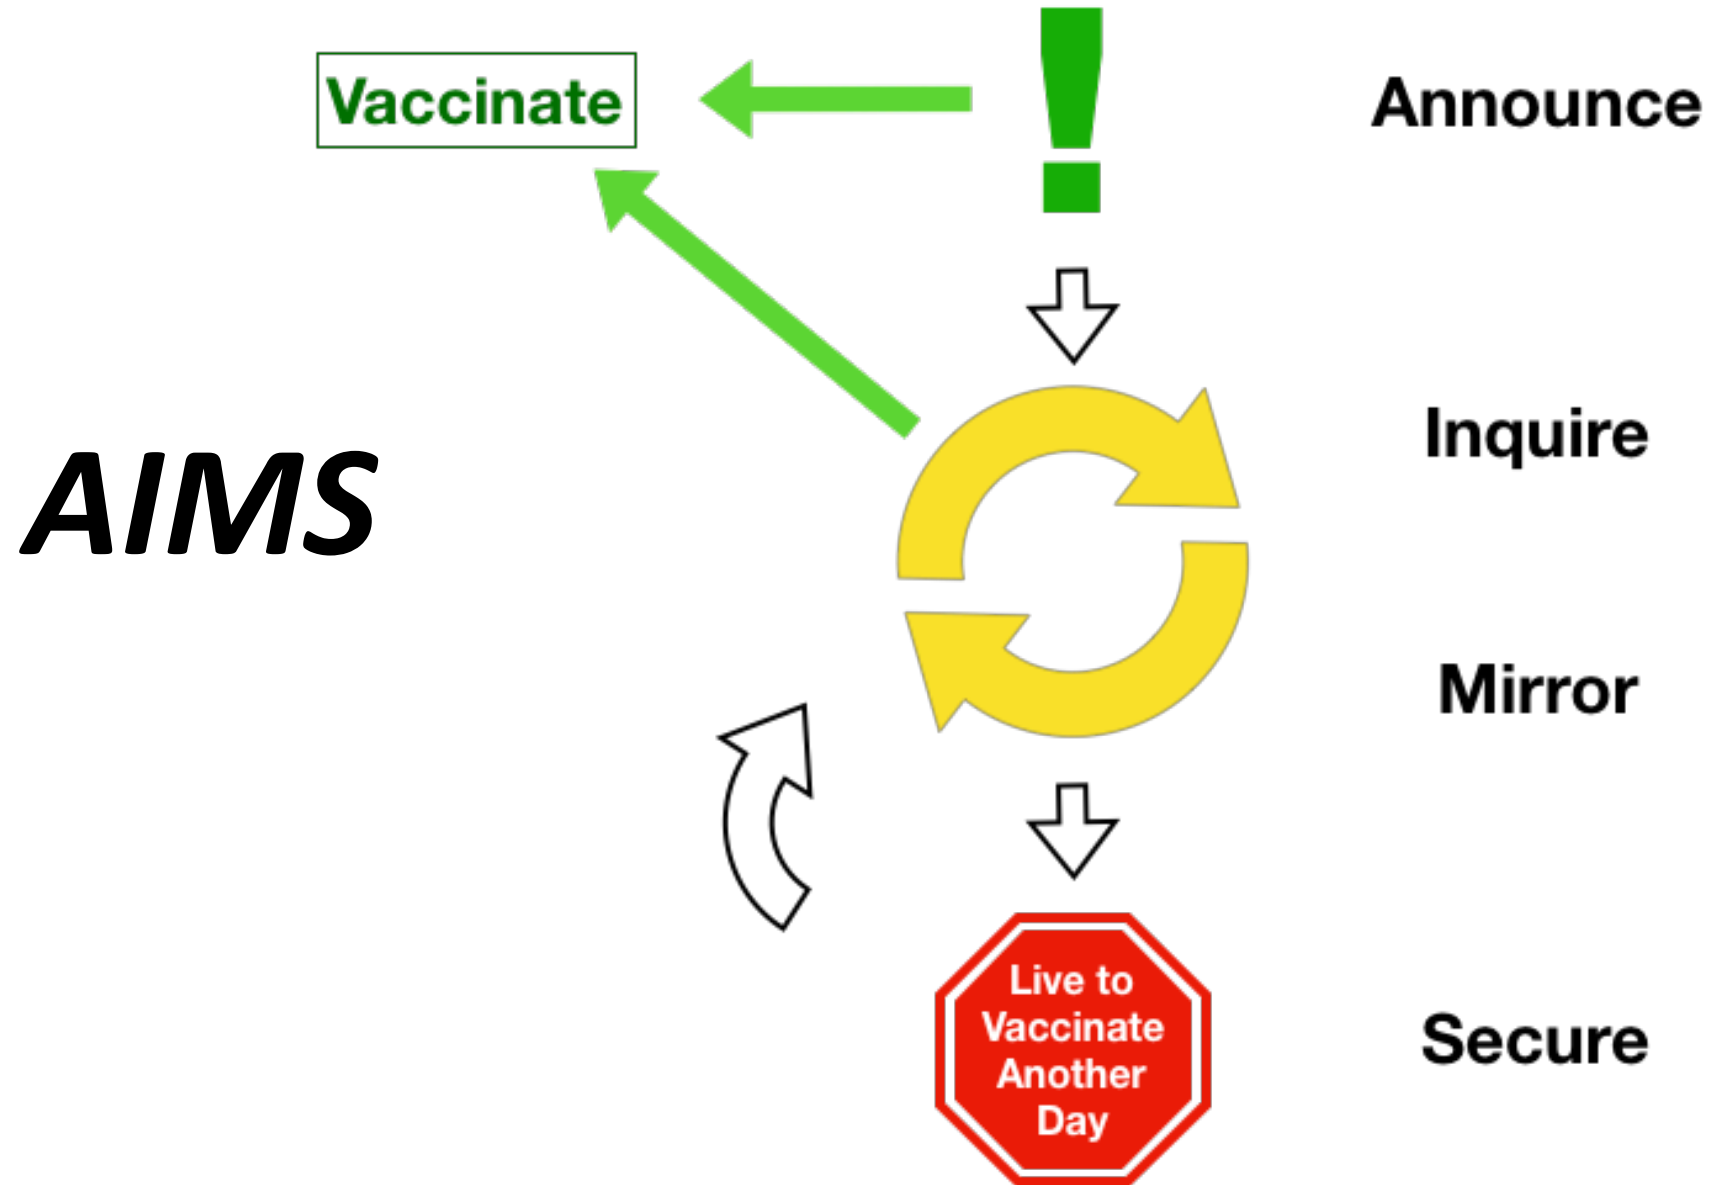 Vaccinate
!
Announce
Inquire
AIMS
Mirror
Live to
Vaccinate
Another
Day
Secure